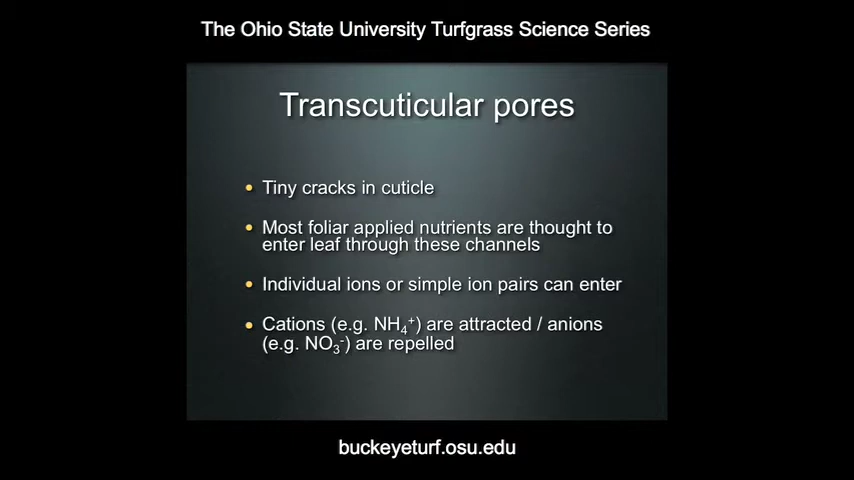 The Ohio State University Turfgrass Science Series
Transcuticular pores
• Tiny cracks in cuticle
• Most foliar applied nutrients are thought to
enter leaf through these channels
• Individual ions or simple ion pairs can enter
• Cations (e.g. NH₄⁺) are attracted / anions
(e.g. NO₃⁻) are repelled
buckeyeturf.osu.edu